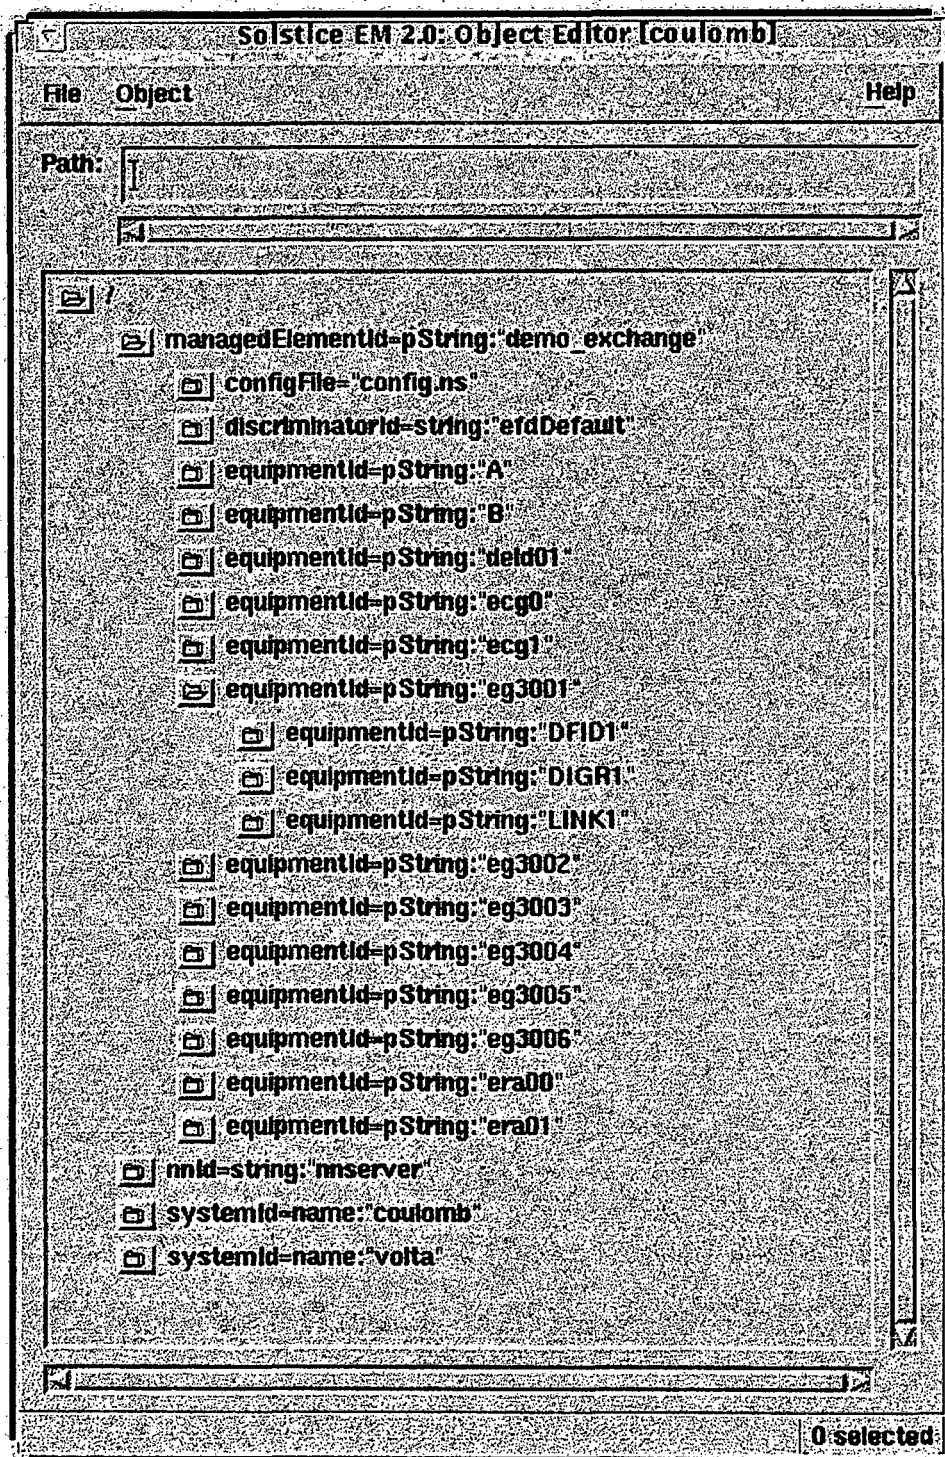 Solstice EM 2.0: Object Editor [coulomb]
File Object Help
Path:
/
managedElementId=pString:"demo_exchange"
configFile="config.ns"
discriminatorId=string:"efdDefault"
equipmentId=pString:"A"
equipmentId=pString:"B"
equipmentId=pString:"deld01"
equipmentId=pString:"ecg0"
equipmentId=pString:"ecg1"
equipmentId=pString:"eg3001"
equipmentId=pString:"DFID1"
equipmentId=pString:"DIGR1"
equipmentId=pString:"LINK1"
equipmentId=pString:"eg3002"
equipmentId=pString:"eg3003"
equipmentId=pString:"eg3004"
equipmentId=pString:"eg3005"
equipmentId=pString:"eg3006"
equipmentId=pString:"era00"
equipmentId=pString:"era01"
nnId=string:"nnserver"
systemId=name:"coulomb"
systemId=name:"volta"
0 selected